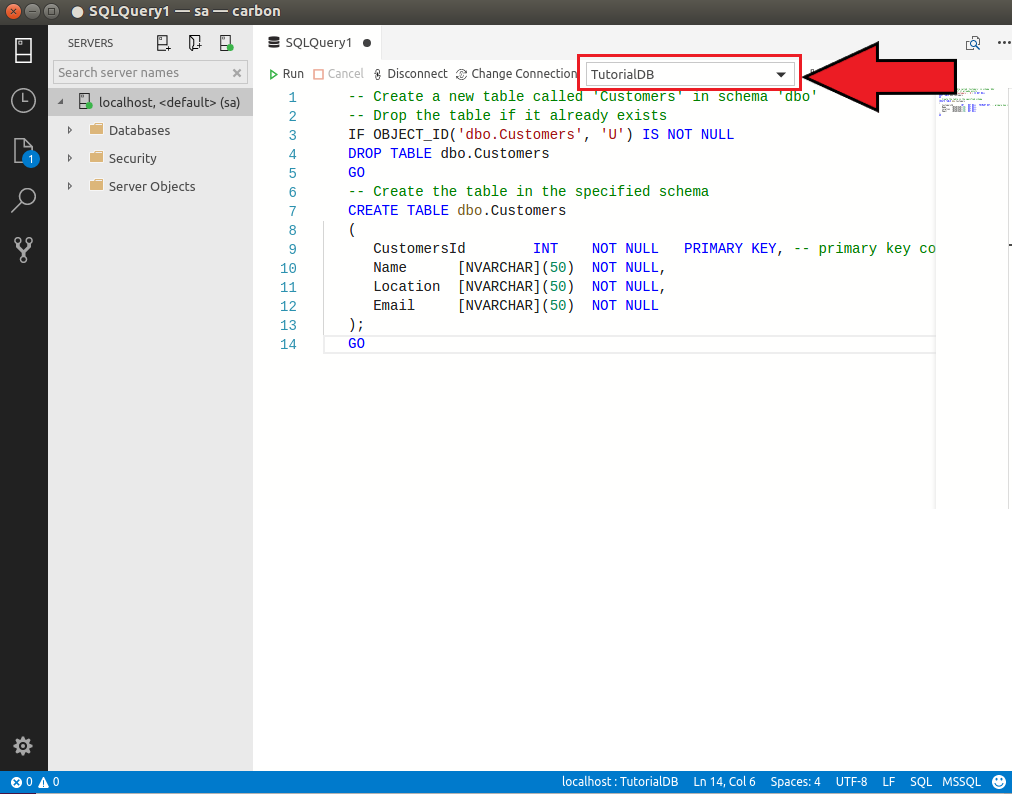 SQLQuery1 — sa — carbon
SERVERS
SQLQuery1
Search server names
Run Cancel Disconnect Change Connection TutorialDB
localhost, <default> (sa)
Databases
Security
Server Objects
1
1 -- Create a new table called 'Customers' in schema 'dbo'
2 -- Drop the table if it already exists
3 IF OBJECT_ID('dbo.Customers', 'U') IS NOT NULL
4 DROP TABLE dbo.Customers
5 GO
6 -- Create the table in the specified schema
7 CREATE TABLE dbo.Customers
8 (
9 CustomersId INT NOT NULL PRIMARY KEY, -- primary key co
10 Name [NVARCHAR](50) NOT NULL,
11 Location [NVARCHAR](50) NOT NULL,
12 Email [NVARCHAR](50) NOT NULL
13 );
14 GO
0 0 localhost : TutorialDB Ln 14, Col 6 Spaces: 4 UTF-8 LF SQL MSSQL